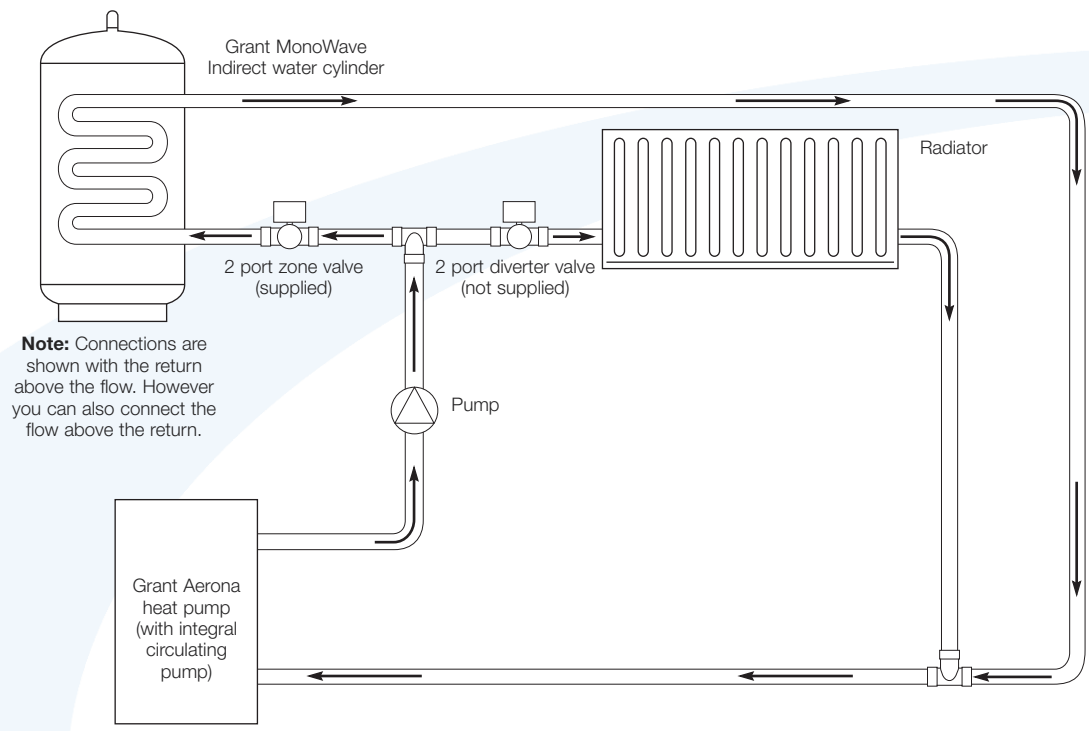 Grant MonoWave
Indirect water cylinder
Radiator
2 port zone valve
(supplied)
2 port diverter valve
(not supplied)
Note: Connections are
shown with the return
above the flow. However
you can also connect the
flow above the return.
Pump
Grant Aerona
heat pump
(with integral
circulating
pump)